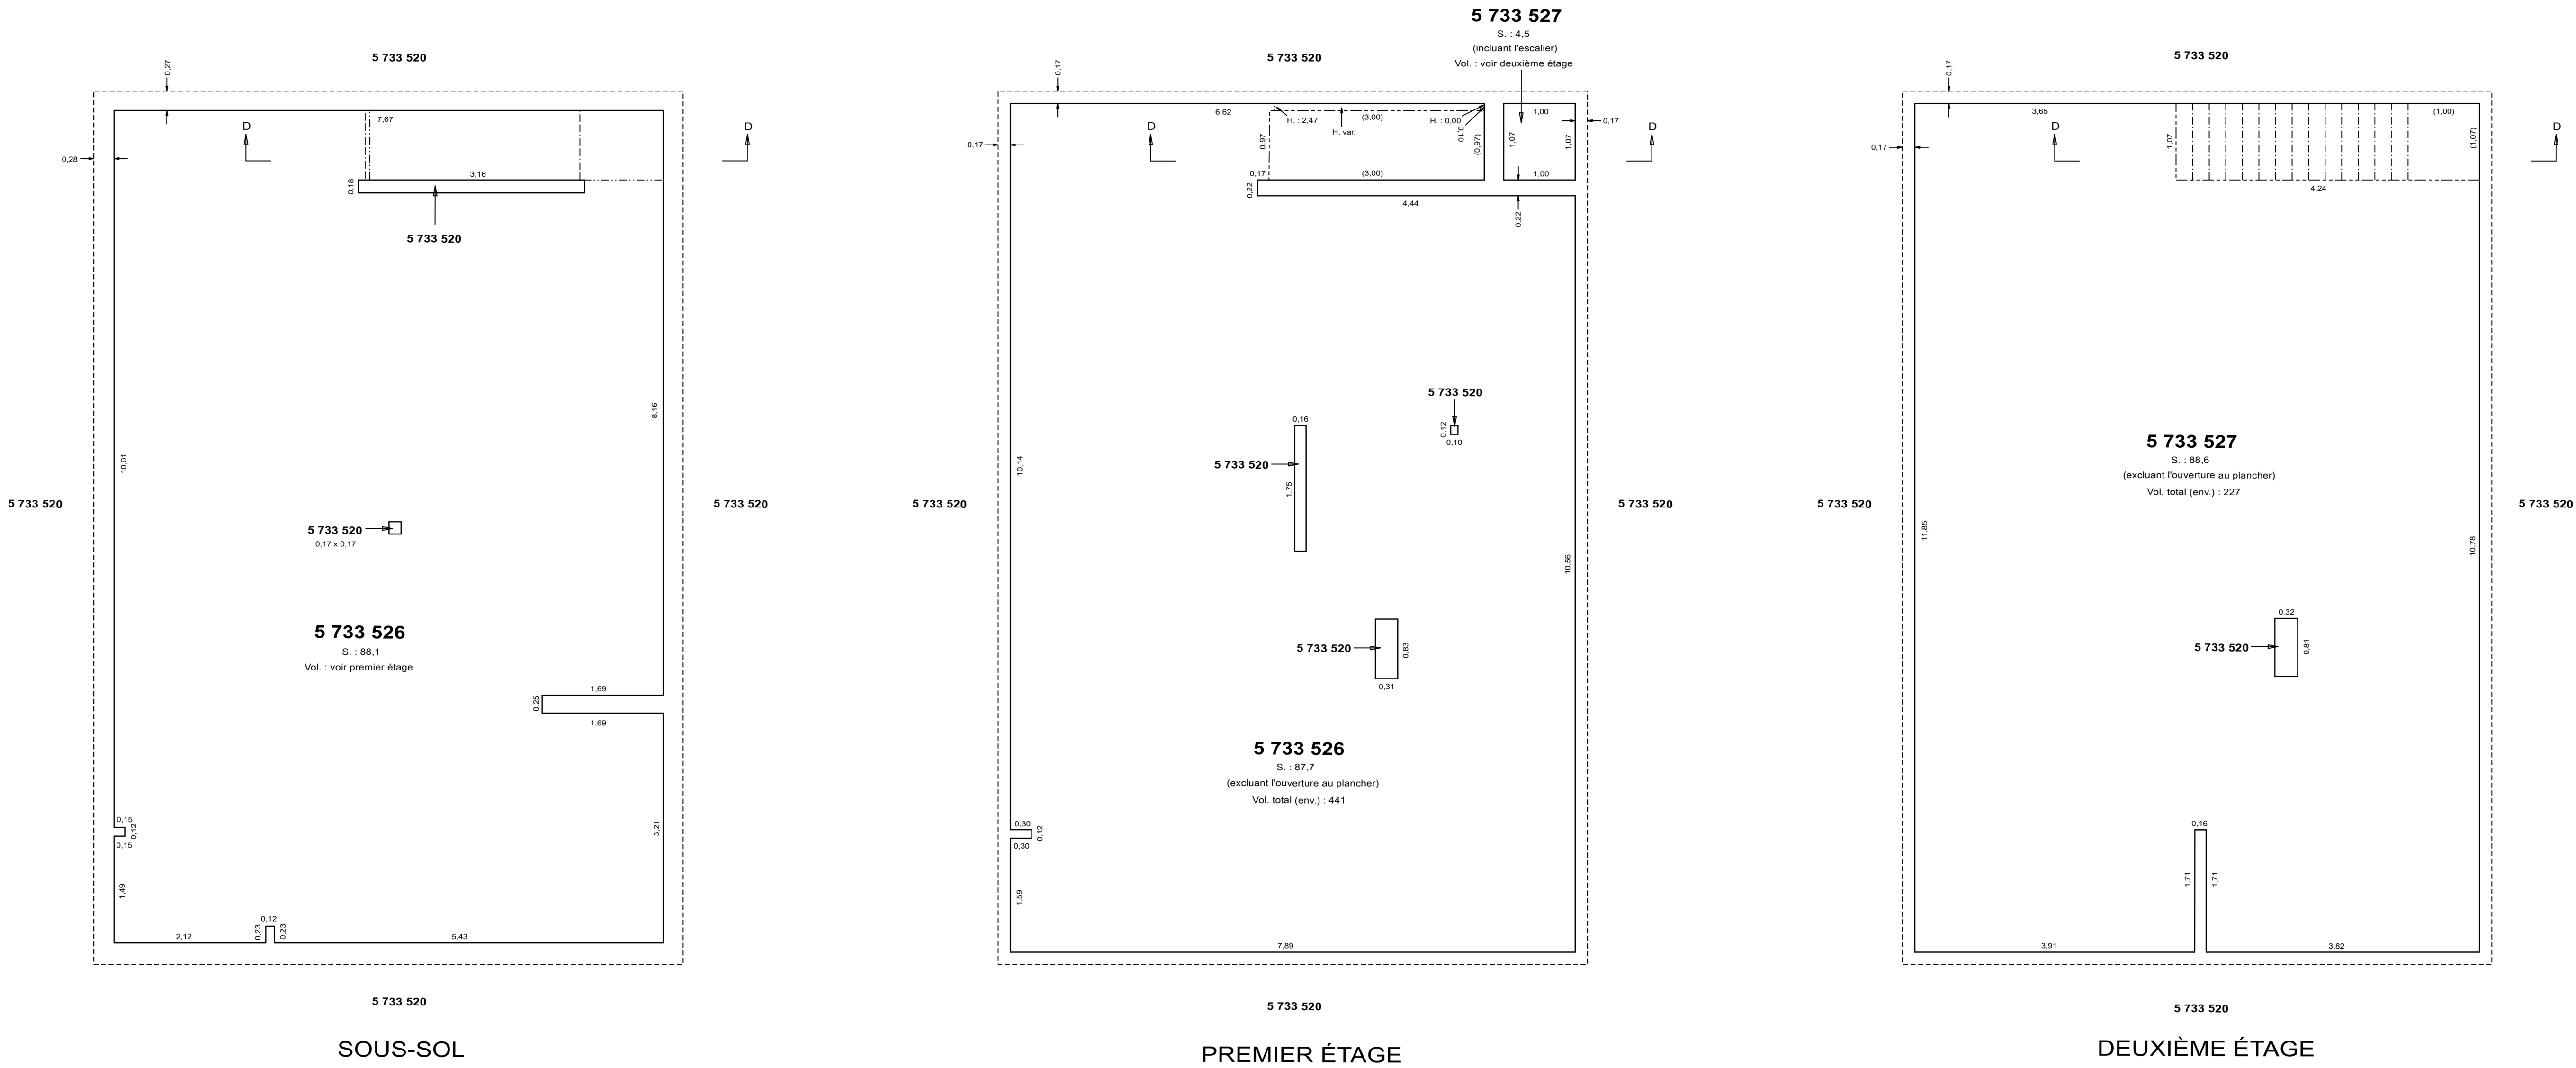 5 733 520
0,27
7,67
D
D
0,28
3,16
0,18
5 733 520
8,16
10,01
5 733 520
5 733 520
5 733 520
0,17 x 0,17
5 733 526
S. : 88,1
Vol. : voir premier étage
1,69
0,25
1,69
0,15
0,12
0,15
3,21
1,49
0,12
0,23
0,23
2,12
5,43
5 733 520
SOUS-SOL
5 733 527
S. : 4,5
(incluant l'escalier)
Vol. : voir deuxième étage
5 733 520
0,17
6,62
H. : 2,47
(3,00)
H. var.
H. : 0,00
0,10
1,00
0,17
D
D
0,17
0,97
(0,97)
1,07
1,07
0,17
(3,00)
1,00
0,22
4,44
0,22
5 733 520
0,12
0,10
0,16
5 733 520
1,75
10,14
5 733 520
5 733 520
10,56
5 733 520
0,83
0,31
5 733 526
S. : 87,7
(excluant l'ouverture au plancher)
Vol. total (env.) : 441
0,30
0,12
0,30
1,59
7,89
5 733 520
PREMIER ÉTAGE
5 733 520
0,17
3,65
(1,00)
D
D
0,17
1,07
(1,07)
4,24
5 733 527
S. : 88,6
(excluant l'ouverture au plancher)
Vol. total (env.) : 227
5 733 520
5 733 520
11,85
10,78
0,32
5 733 520
0,81
0,16
1,71
1,71
3,91
3,82
5 733 520
DEUXIÈME ÉTAGE